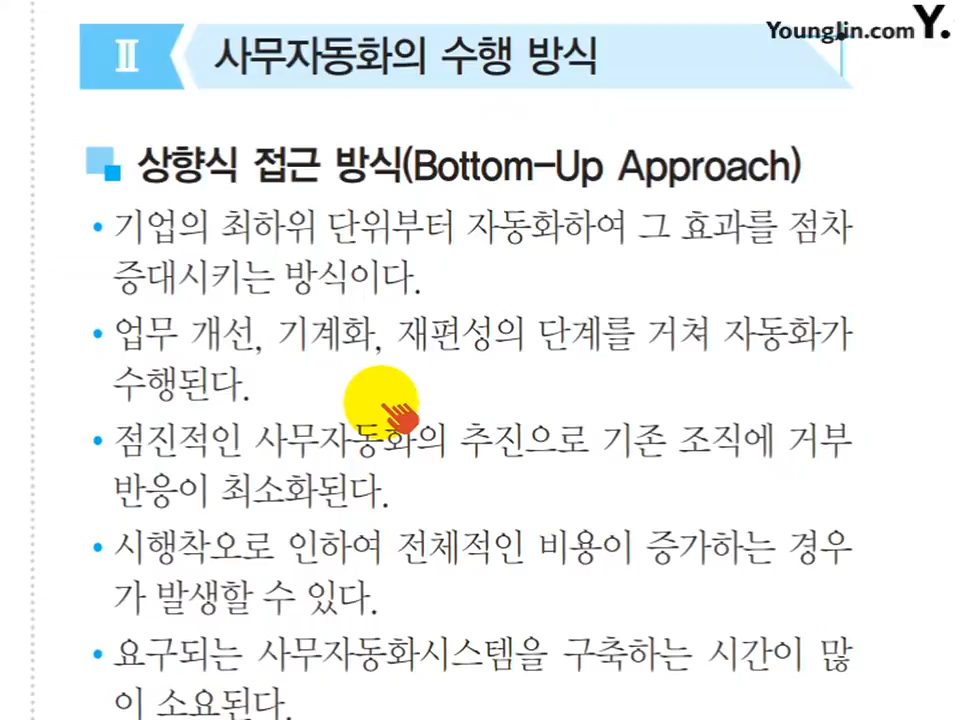 Younglin.com Y.
Ⅱ 사무자동화의 수행 방식
상향식 접근 방식(Bottom-Up Approach)
• 기업의 최하위 단위부터 자동화하여 그 효과를 점차
증대시키는 방식이다.
• 업무 개선, 기계화, 재편성의 단계를 거쳐 자동화가
수행된다.
• 점진적인 사무자동화의 추진으로 기존 조직에 거부
반응이 최소화된다.
• 시행착오로 인하여 전체적인 비용이 증가하는 경우
가 발생할 수 있다.
• 요구되는 사무자동화시스템을 구축하는 시간이 많
이 소요된다.